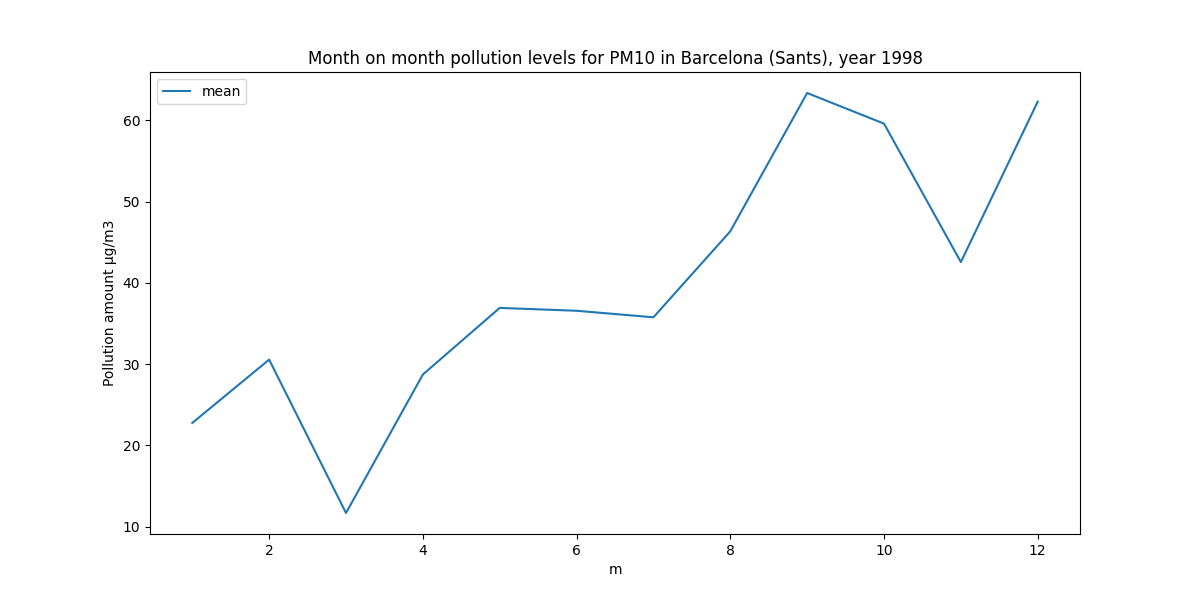 Month on month pollution levels for PM10 in Barcelona (Sants), year 1998
mean
Pollution amount µg/m3
60
50
40
30
20
10
2 4 6 8 10 12
m